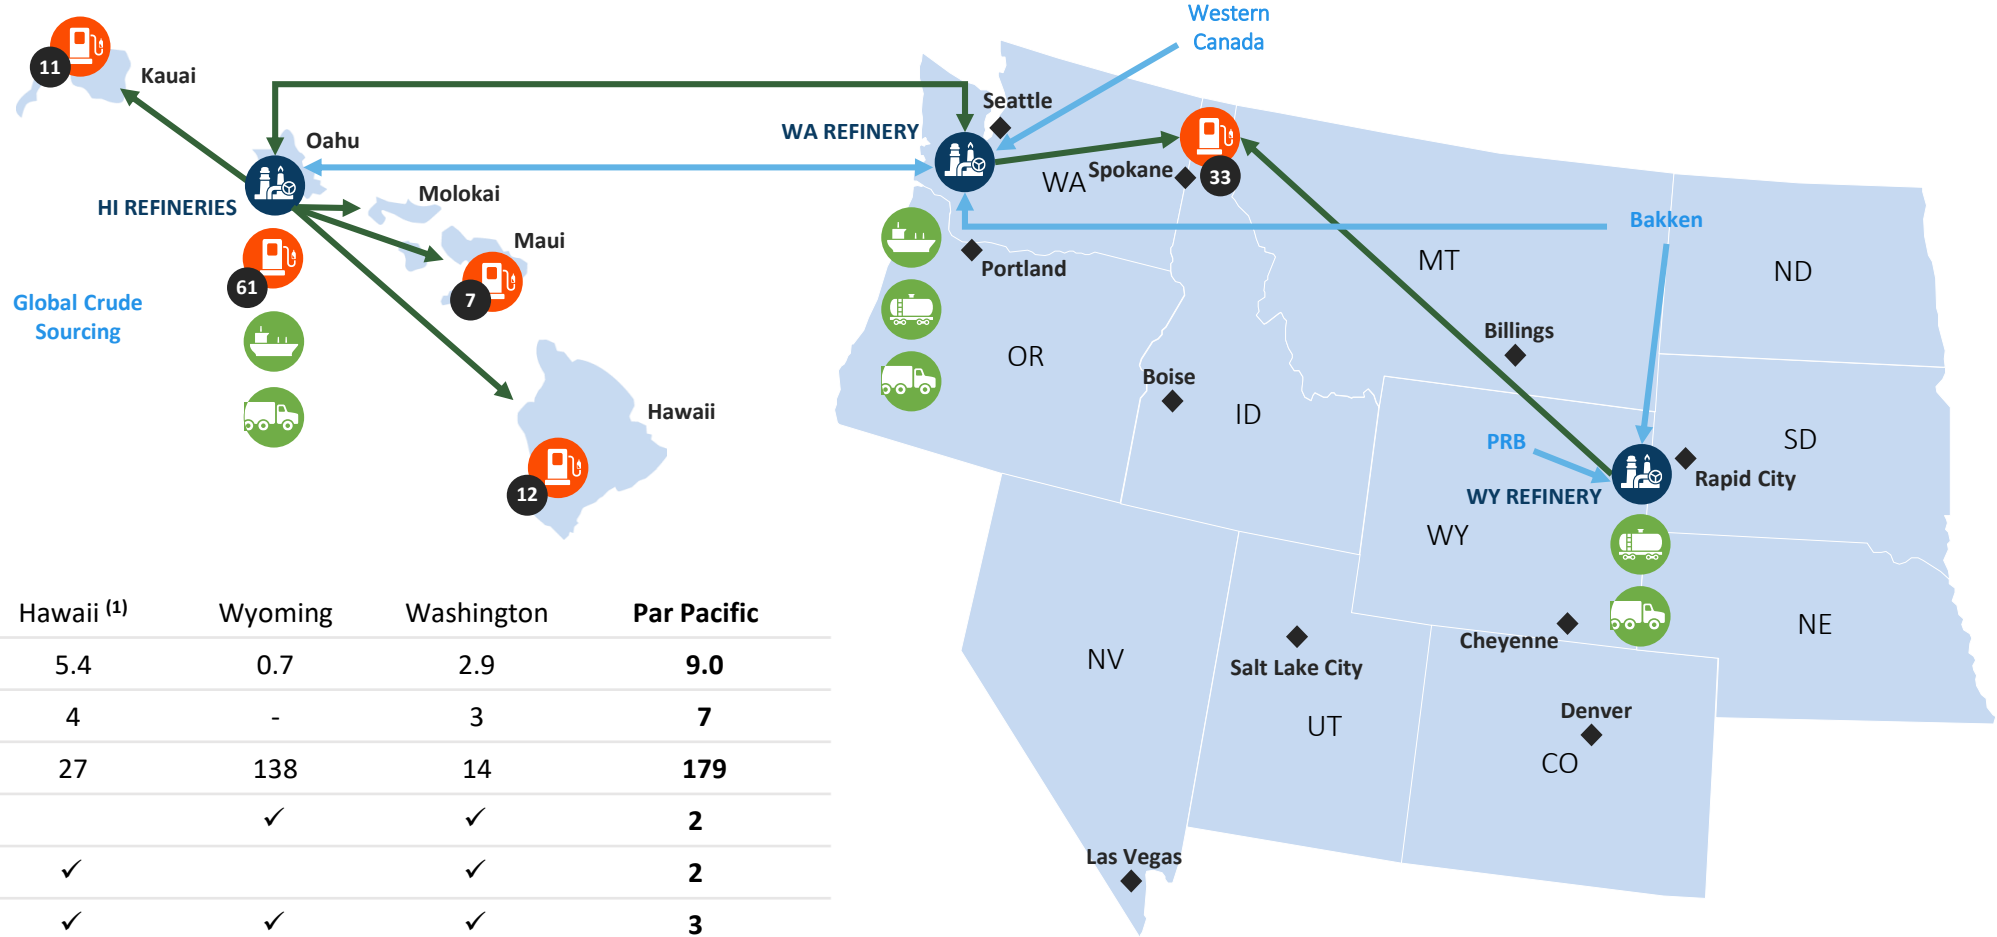 Western
Canada
11
Kauai
Seattle
Oahu
WA REFINERY
Spokane
33
WA
Molokai
HI REFINERIES
Bakken
Maui
MT
Portland
ND
61
7
Global Crude
Sourcing
Billings
OR
Boise
Hawaii
ID
PRB
SD
Rapid City
12
WY REFINERY
WY
Hawaii (1) Wyoming Washington Par Pacific
5.4 0.7 2.9 9.0
4 - 3 7
27 138 14 179
✓ ✓ 2
✓ ✓ 2
✓ ✓ ✓ 3
NE
Cheyenne
NV
Salt Lake City
Denver
UT
CO
Las Vegas